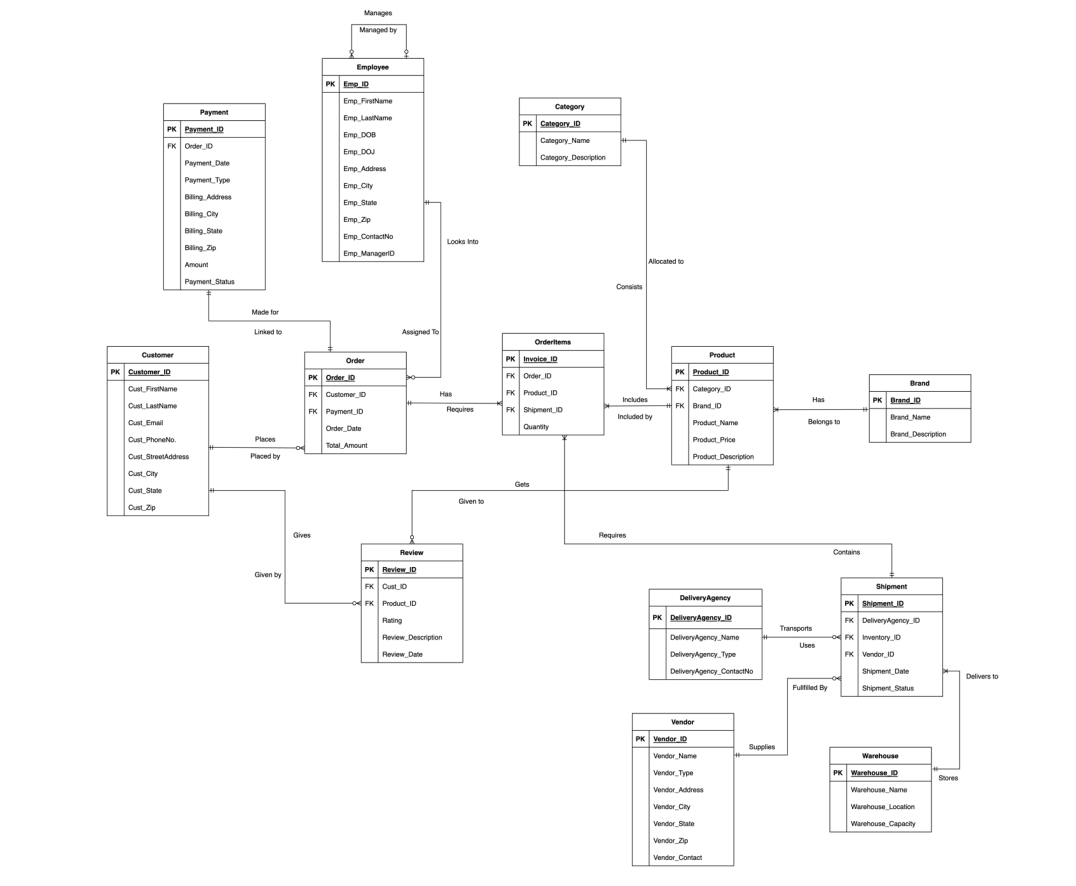 Manages
Managed by
Employee
PK Emp_ID
Emp_FirstName
Emp_LastName
Emp_DOB
Emp_DOJ
Emp_Address
Emp_City
Emp_State
Emp_Zip
Emp_ContactNo
Emp_ManagerID
Payment
PK Payment_ID
FK Order_ID
Payment_Date
Payment_Type
Billing_Address
Billing_City
Billing_State
Billing_Zip
Amount
Payment_Status
Category
PK Category_ID
Category_Name
Category_Description
Looks Into
Assigned To
Allocated to
Consists
Made for
Linked to
Customer
PK Customer_ID
Cust_FirstName
Cust_LastName
Cust_Email
Cust_PhoneNo.
Cust_StreetAddress
Cust_City
Cust_State
Cust_Zip
Places
Placed by
Order
PK Order_ID
FK Customer_ID
FK Payment_ID
Order_Date
Total_Amount
Has
Requires
OrderItems
PK Invoice_ID
FK Order_ID
FK Product_ID
FK Shipment_ID
Quantity
Includes
Included by
Product
PK Product_ID
FK Category_ID
FK Brand_ID
Product_Name
Product_Price
Product_Description
Has
Belongs to
Brand
PK Brand_ID
Brand_Name
Brand_Description
Gets
Given to
Gives
Given by
Review
PK Review_ID
FK Cust_ID
FK Product_ID
Rating
Review_Description
Review_Date
Requires
Contains
DeliveryAgency
PK DeliveryAgency_ID
DeliveryAgency_Name
DeliveryAgency_Type
DeliveryAgency_ContactNo
Transports
Uses
Shipment
PK Shipment_ID
FK DeliveryAgency_ID
FK Inventory_ID
FK Vendor_ID
Shipment_Date
Shipment_Status
Fullfilled By
Supplies
Delivers to
Stores
Vendor
PK Vendor_ID
Vendor_Name
Vendor_Type
Vendor_Address
Vendor_City
Vendor_State
Vendor_Zip
Vendor_Contact
Warehouse
PK Warehouse_ID
Warehouse_Name
Warehouse_Location
Warehouse_Capacity